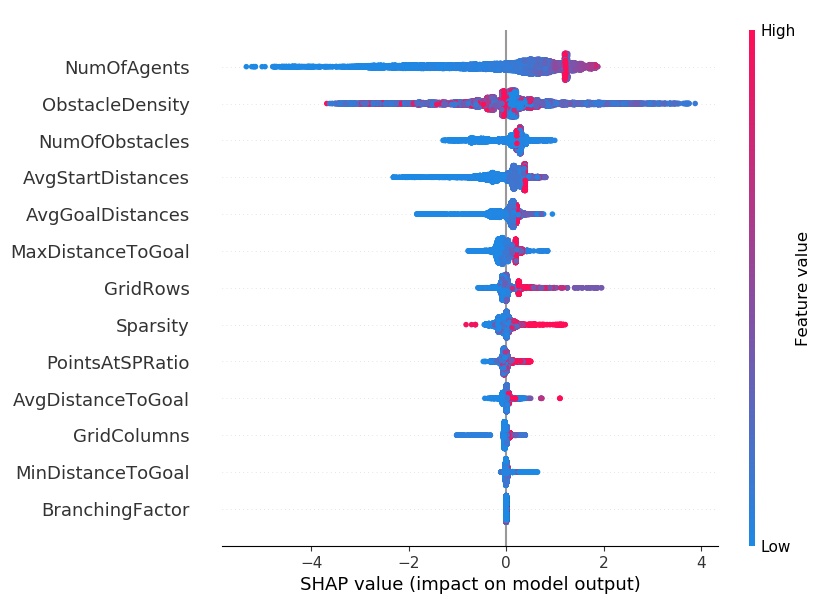 High
NumOfAgents
ObstacleDensity
NumOfObstacles
AvgStartDistances
AvgGoalDistances
MaxDistanceToGoal
GridRows
Sparsity
PointsAtSPRatio
AvgDistanceToGoal
GridColumns
MinDistanceToGoal
BranchingFactor
Feature value
Low
−4 −2 0 2 4
SHAP value (impact on model output)